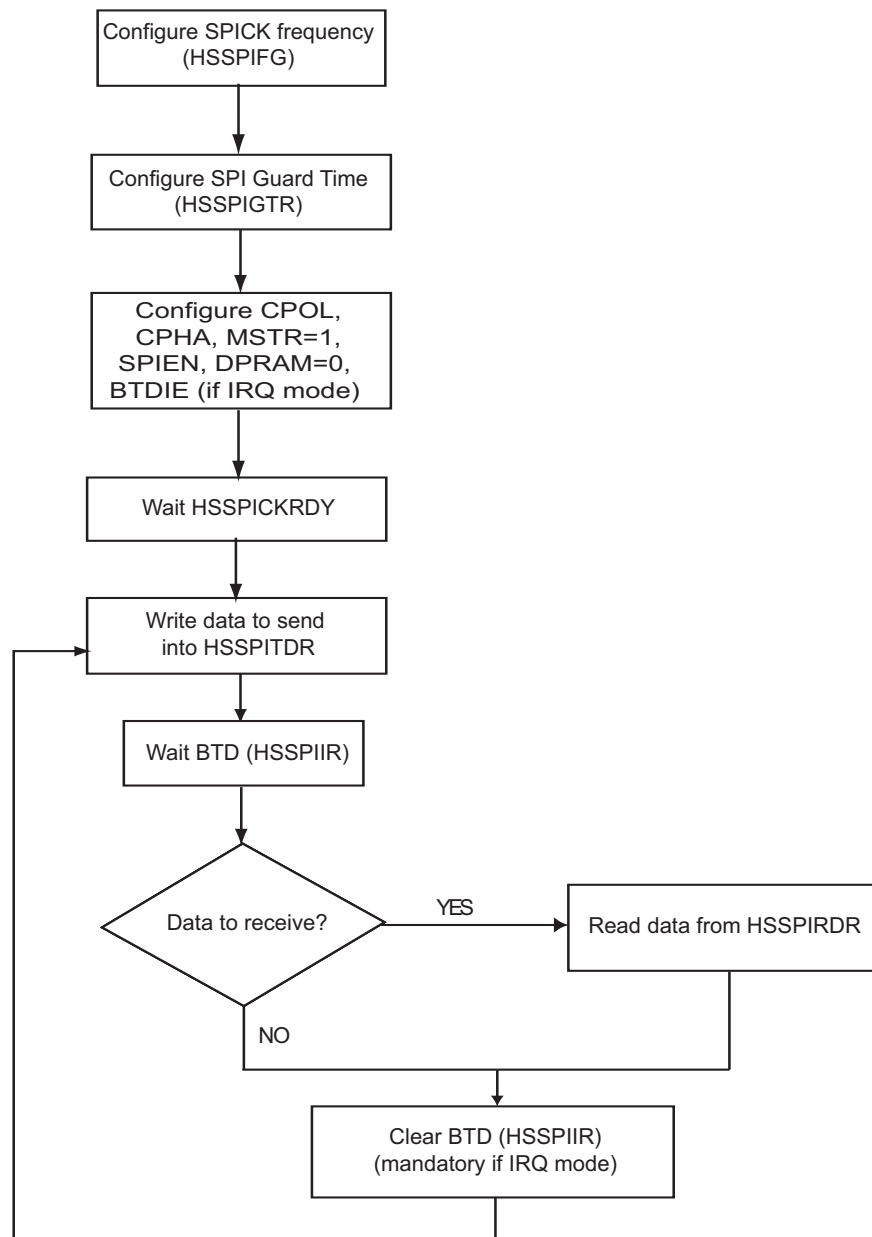 Configure SPICK frequency
(HSSPIFG)
Configure SPI Guard Time
(HSSPIGTR)
Configure CPOL,
CPHA, MSTR=1,
SPIEN, DPRAM=0,
BTDIE (if IRQ mode)
Wait HSSPICKRDY
Write data to send
into HSSPITDR
Wait BTD (HSSPIIR)
Data to receive?
YES
Read data from HSSPIRDR
NO
Clear BTD (HSSPIIR)
(mandatory if IRQ mode)